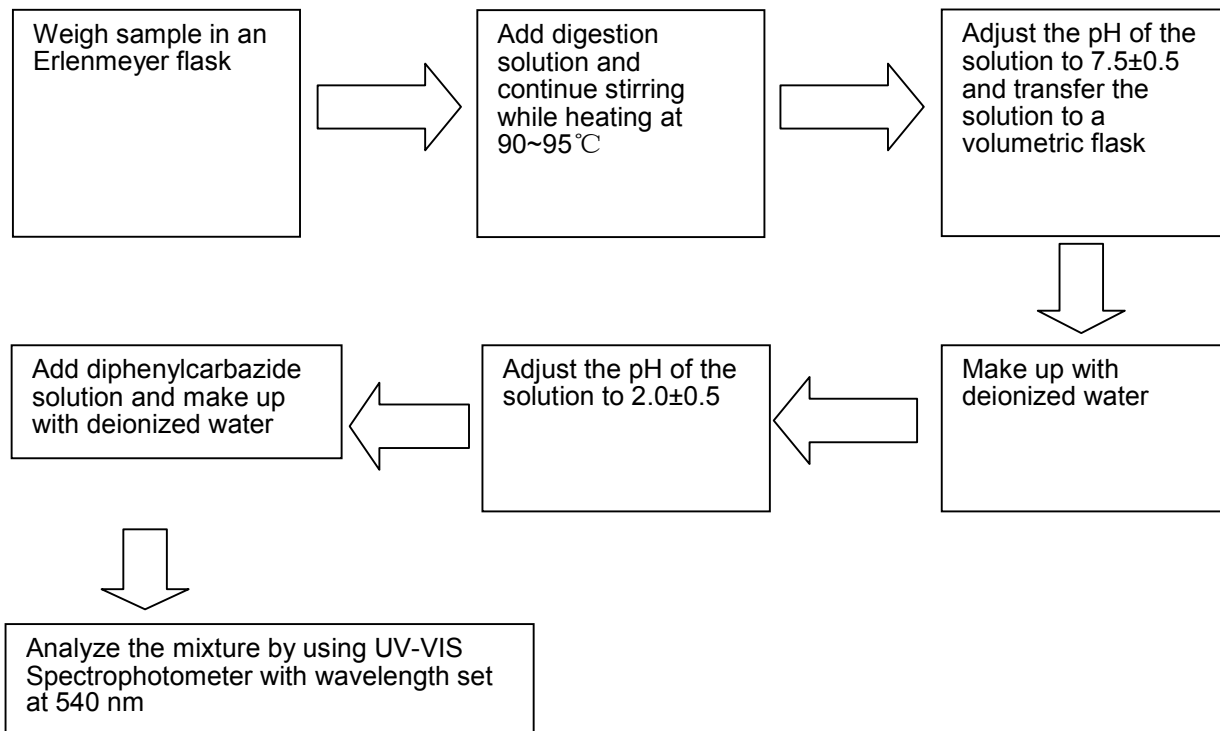 Weigh sample in an
Erlenmeyer flask
Add digestion
solution and
continue stirring
while heating at
90~95℃
Adjust the pH of the
solution to 7.5±0.5
and transfer the
solution to a
volumetric flask
Make up with
deionized water
Adjust the pH of the
solution to 2.0±0.5
Add diphenylcarbazide
solution and make up
with deionized water
Analyze the mixture by using UV-VIS
Spectrophotometer with wavelength set
at 540 nm